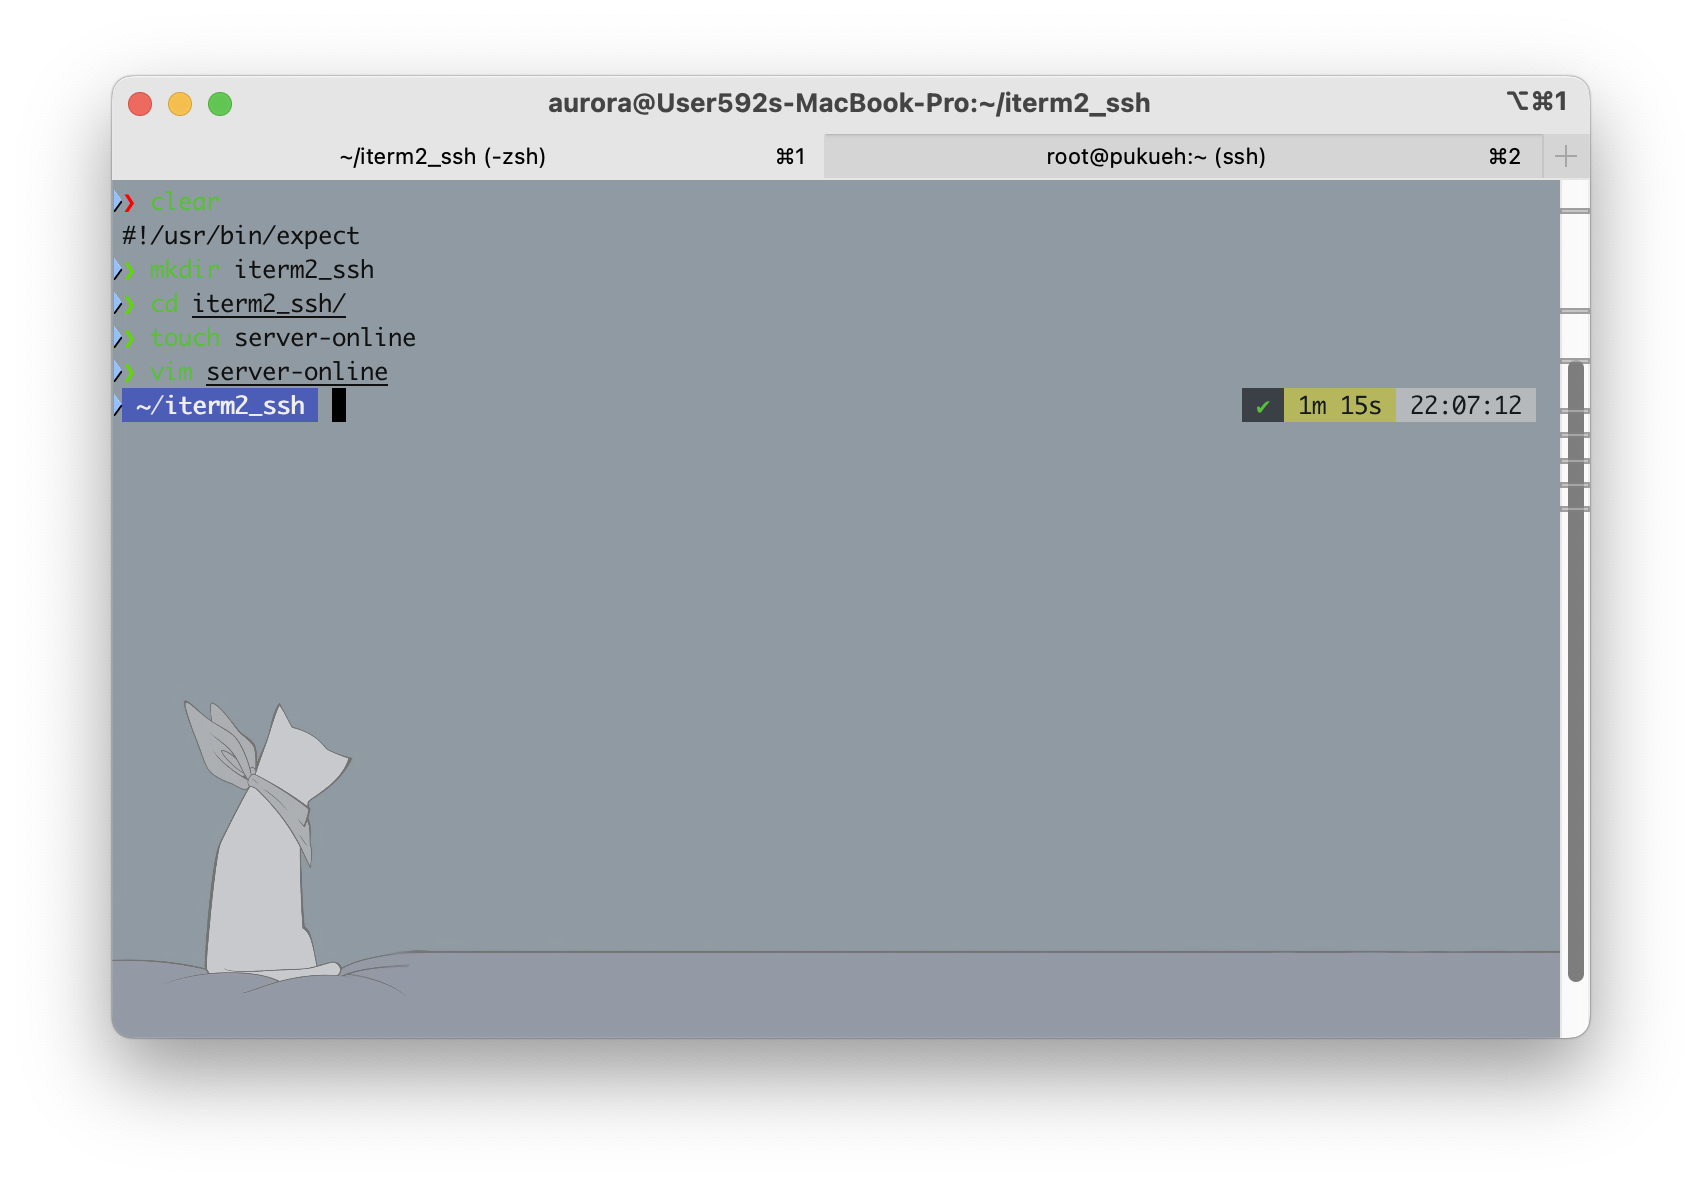 aurora@User592s-MacBook-Pro:~/iterm2_ssh ⌥⌘1
~/iterm2_ssh (-zsh) ⌘1 root@pukueh:~ (ssh) ⌘2 +
❯ clear
#!/usr/bin/expect
❯ mkdir iterm2_ssh
❯ cd iterm2_ssh/
❯ touch server-online
❯ vim server-online
~/iterm2_ssh ✔ 1m 15s 22:07:12